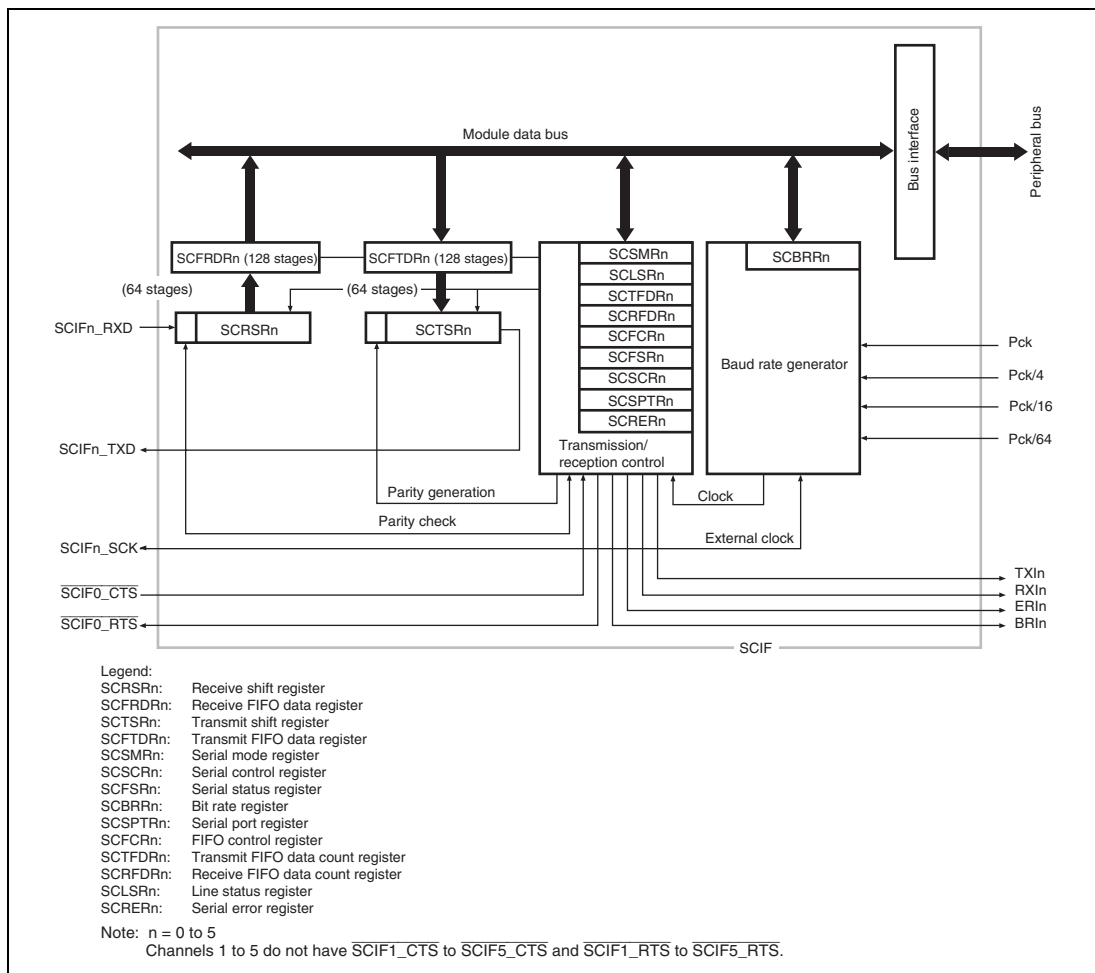 Module data bus
Bus interface
Peripheral bus
SCFRDRn (128 stages)
SCFTDRn (128 stages)
SCSMRn
SCLSRn
SCTFDRn
SCRFDRn
SCFCRn
SCFSRn
SCSCRn
SCSPTRn
SCRERn
Transmission/
reception control
SCBRRn
Baud rate generator
(64 stages)
(64 stages)
SCIFn_RXD
SCRSRn
SCTSRn
Pck
Pck/4
Pck/16
Pck/64
SCIFn_TXD
Parity generation
Parity check
Clock
External clock
SCIFn_SCK
SCIF0_CTS
SCIF0_RTS
TXIn
RXIn
ERIn
BRIn
SCIF
Legend:
SCRSRn: Receive shift register
SCFRDRn: Receive FIFO data register
SCTSRn: Transmit shift register
SCFTDRn: Transmit FIFO data register
SCSMRn: Serial mode register
SCSCRn: Serial control register
SCFSRn: Serial status register
SCBRRn: Bit rate register
SCSPTRn: Serial port register
SCFCRn: FIFO control register
SCTFDRn: Transmit FIFO data count register
SCRFDRn: Receive FIFO data count register
SCLSRn: Line status register
SCRERn: Serial error register
Note: n = 0 to 5
Channels 1 to 5 do not have SCIF1_CTS to SCIF5_CTS and SCIF1_RTS to SCIF5_RTS.